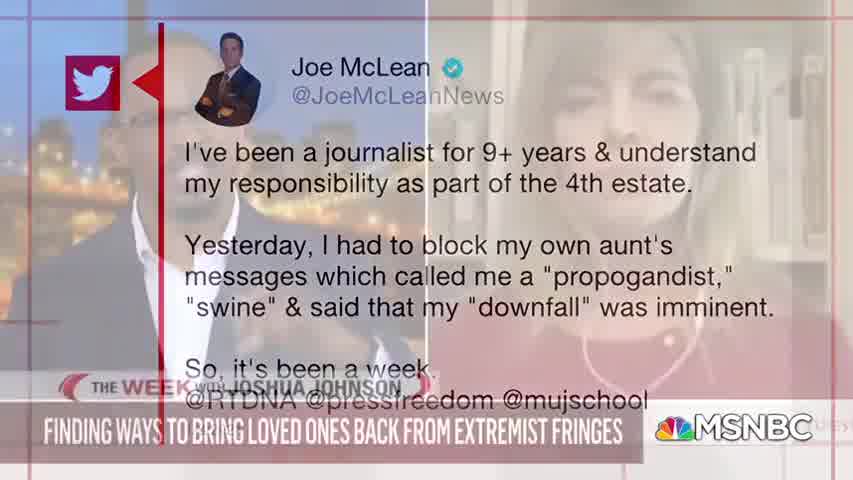 Joe McLean
@JoeMcLeanNews
I've been a journalist for 9+ years & understand
my responsibility as part of the 4th estate.
Yesterday, I had to block my own aunt's
messages which called me a "propogandist,"
"swine" & said that my "downfall" was imminent.
So, it's been a week.
@RTDNA @pressfreedom @mujschool
THE WEEK WITH JOSHUA JOHNSON
FINDING WAYS TO BRING LOVED ONES BACK FROM EXTREMIST FRINGES
MSNBC